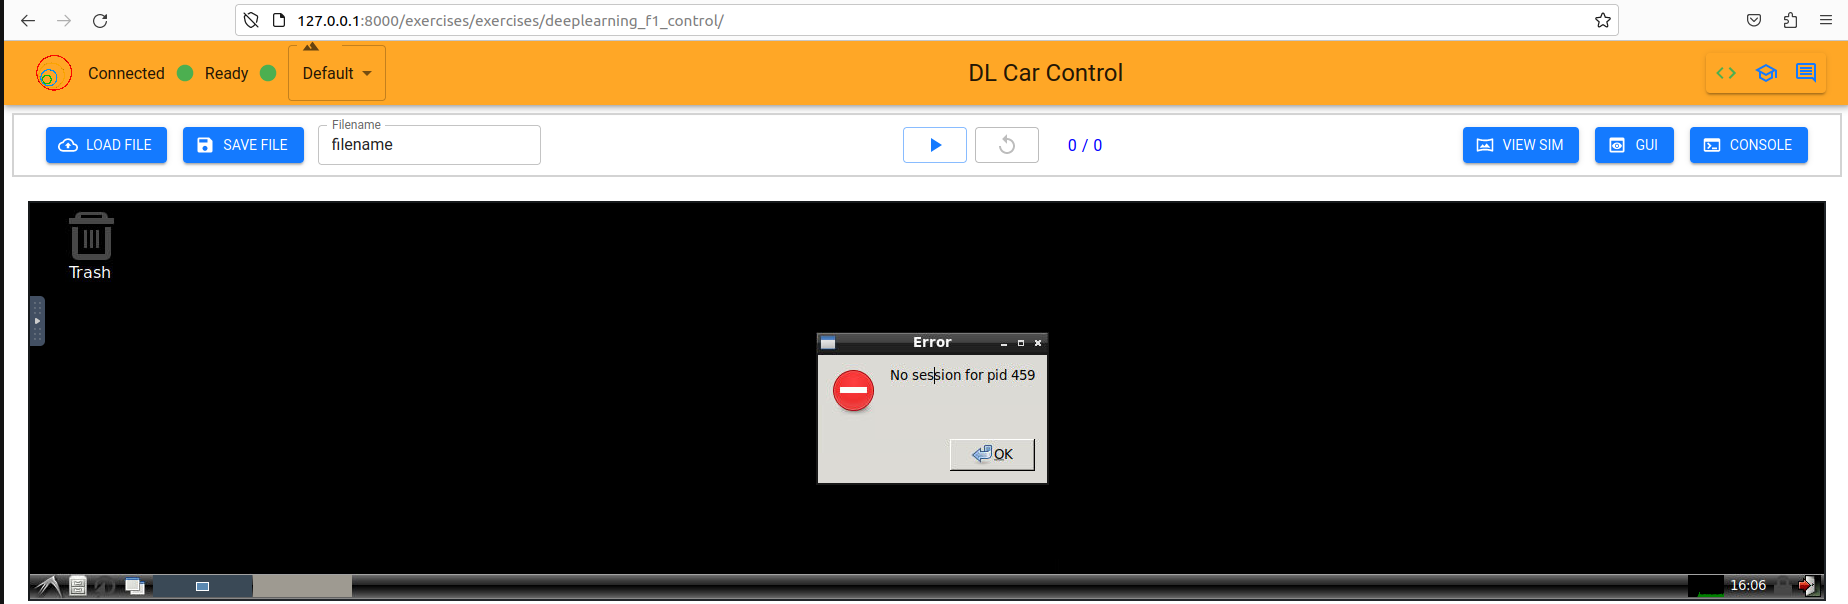 127.0.0.1:8000/exercises/exercises/deeplearning_f1_control/
Connected Ready Default DL Car Control
Filename
LOAD FILE SAVE FILE filename 0 / 0 VIEW SIM GUI CONSOLE
Trash
Error
No session for pid 459
OK
16:06